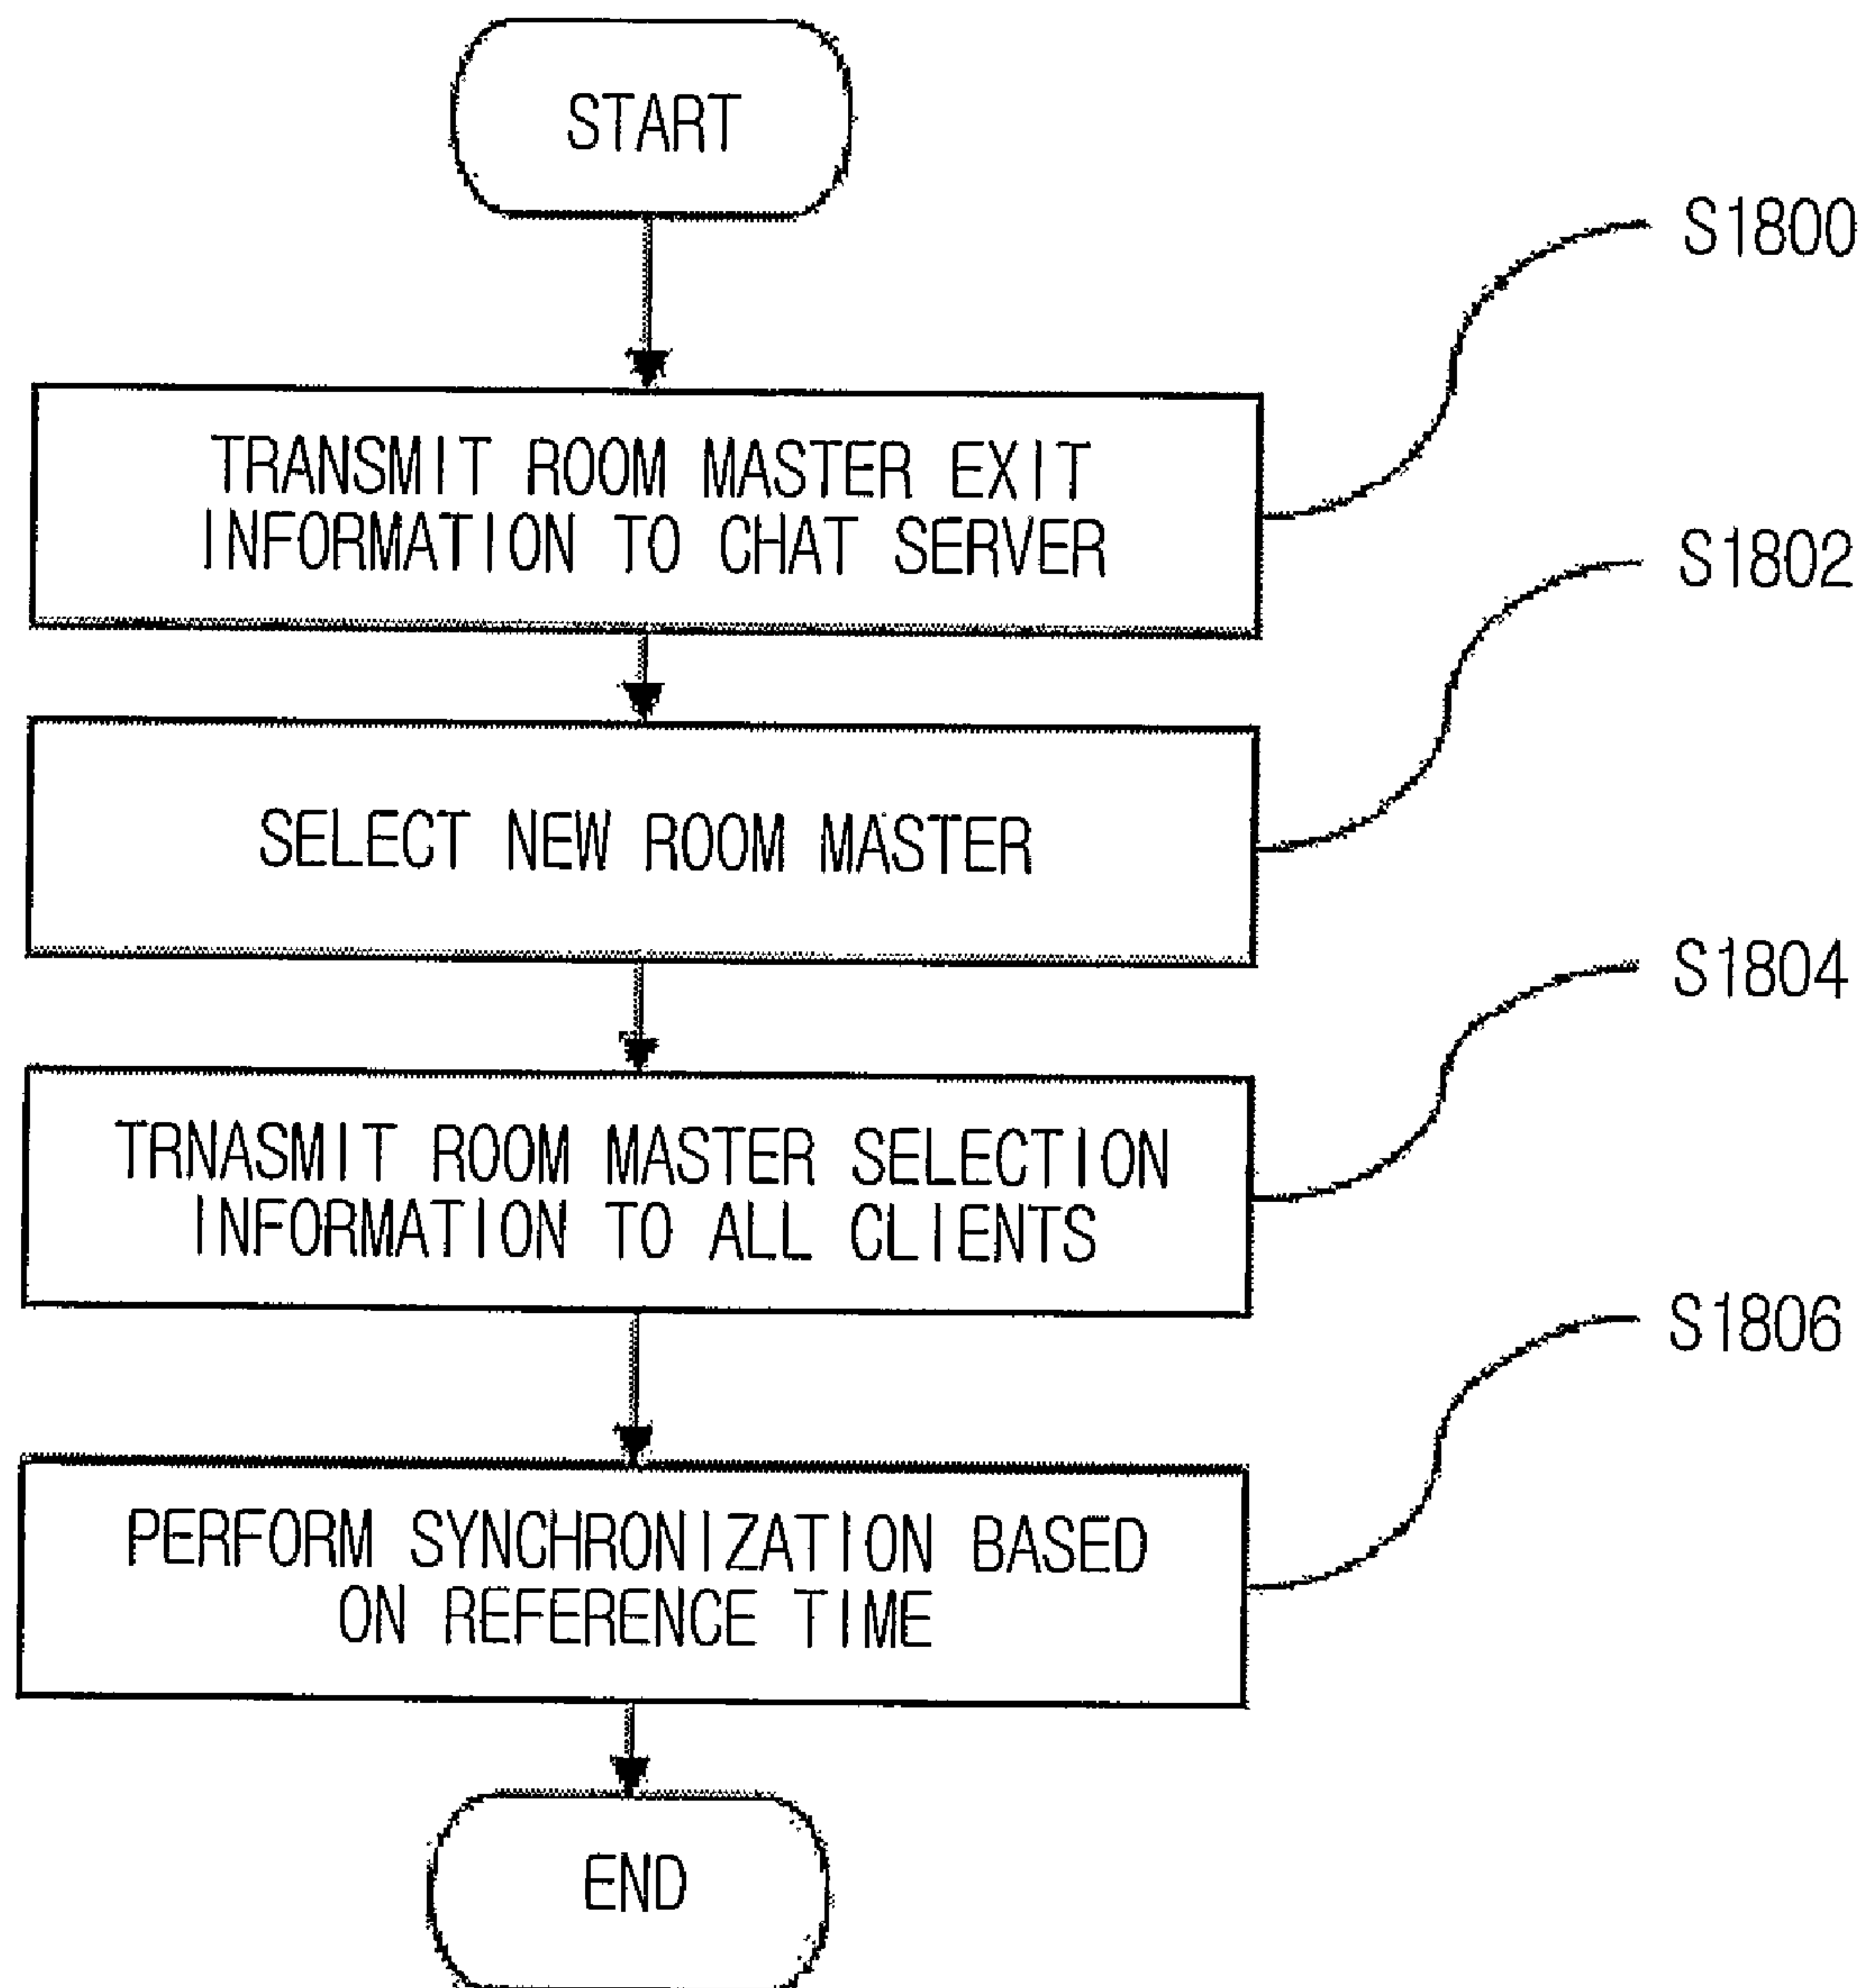 START
S1800
TRANSMIT ROOM MASTER EXIT
INFORMATION TO CHAT SERVER
S1802
SELECT NEW ROOM MASTER
S1804
TRNASMIT ROOM MASTER SELECTION
INFORMATION TO ALL CLIENTS
S1806
PERFORM SYNCHRONIZATION BASED
ON REFERENCE TIME
END